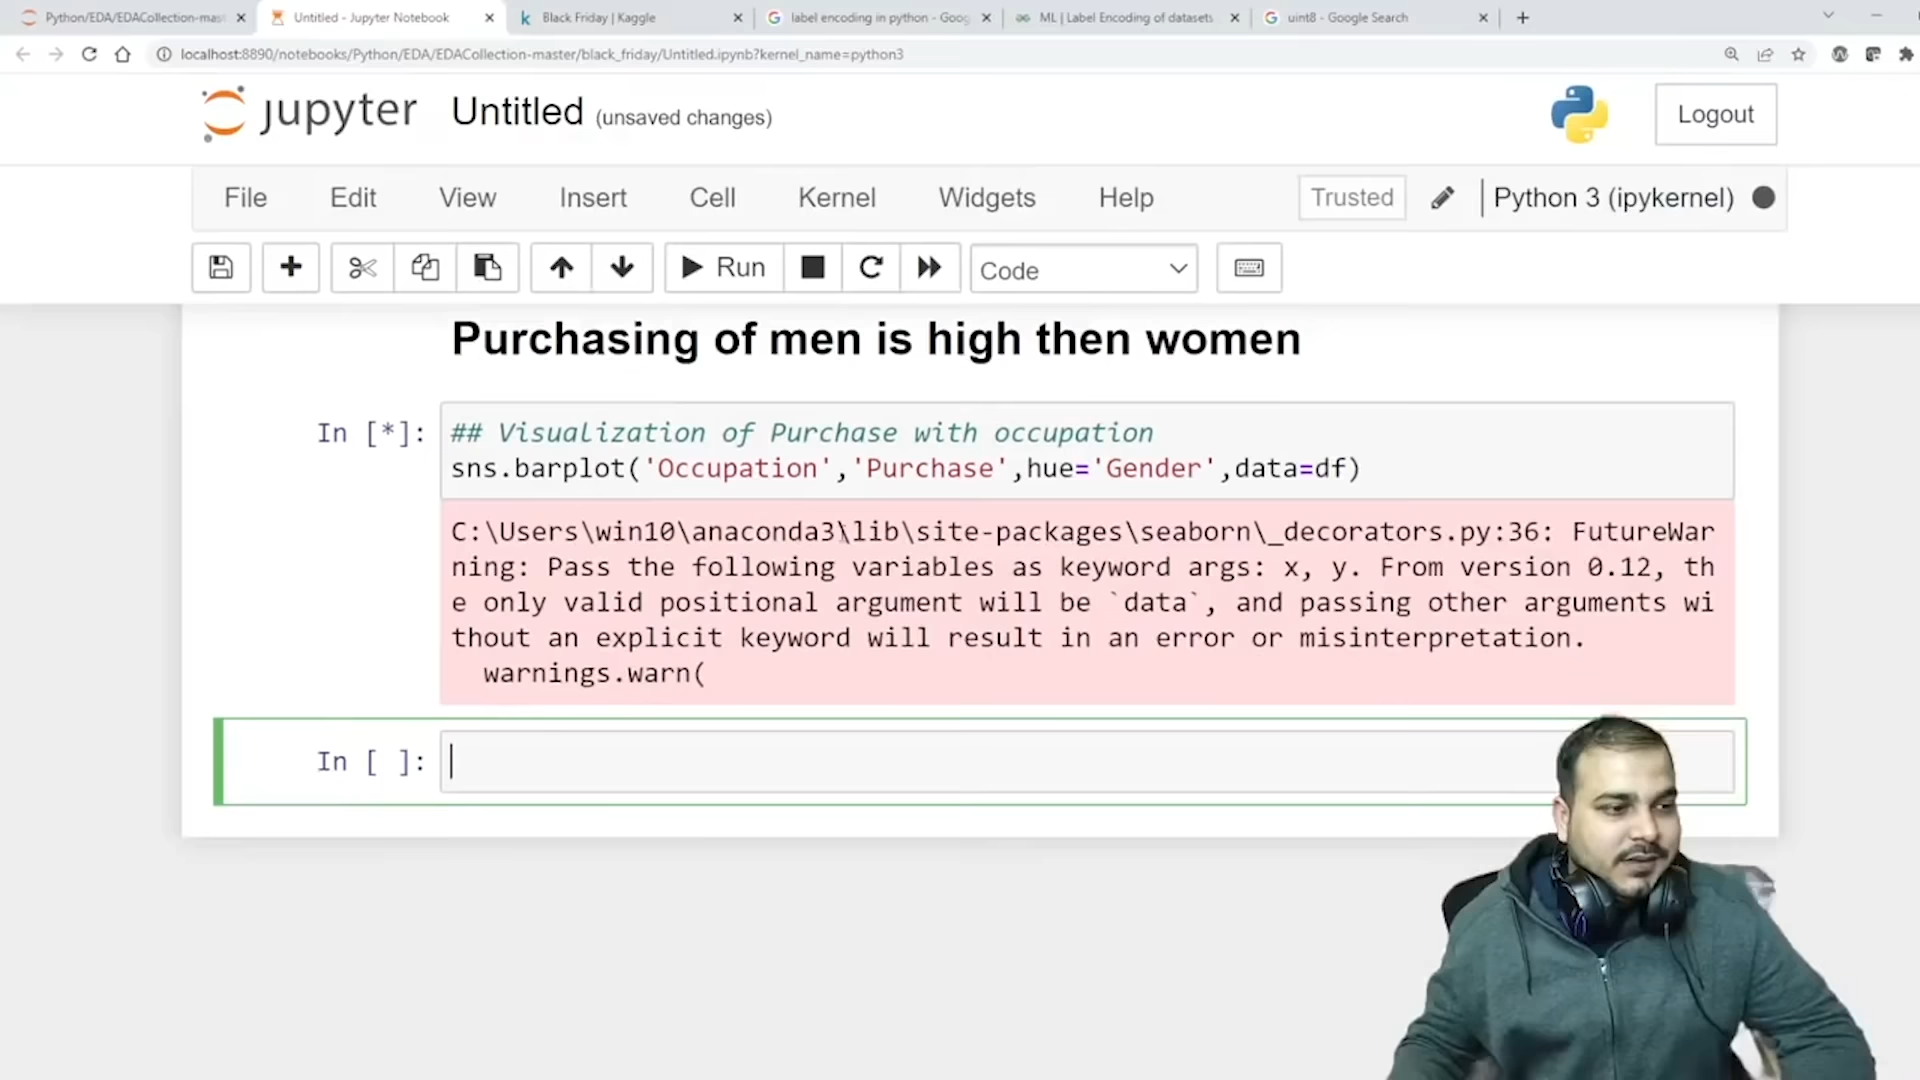 Python/EDA/EDACollection-mast
Untitled - Jupyter Notebook
Black Friday | Kaggle
label encoding in python - Goog
ML | Label Encoding of datasets
uint8 - Google Search
localhost:8890/notebooks/Python/EDA/EDACollection-master/black_friday/Untitled.ipynb?kernel_name=python3
jupyter Untitled (unsaved changes)
Logout
File Edit View Insert Cell Kernel Widgets Help
Trusted
Python 3 (ipykernel)
Run
Code
Purchasing of men is high then women
In [*]:
## Visualization of Purchase with occupation
sns.barplot('Occupation','Purchase',hue='Gender',data=df)
C:\Users\win10\anaconda3\lib\site-packages\seaborn\_decorators.py:36: FutureWar
ning: Pass the following variables as keyword args: x, y. From version 0.12, th
e only valid positional argument will be `data`, and passing other arguments wi
thout an explicit keyword will result in an error or misinterpretation.
warnings.warn(
In [ ]: